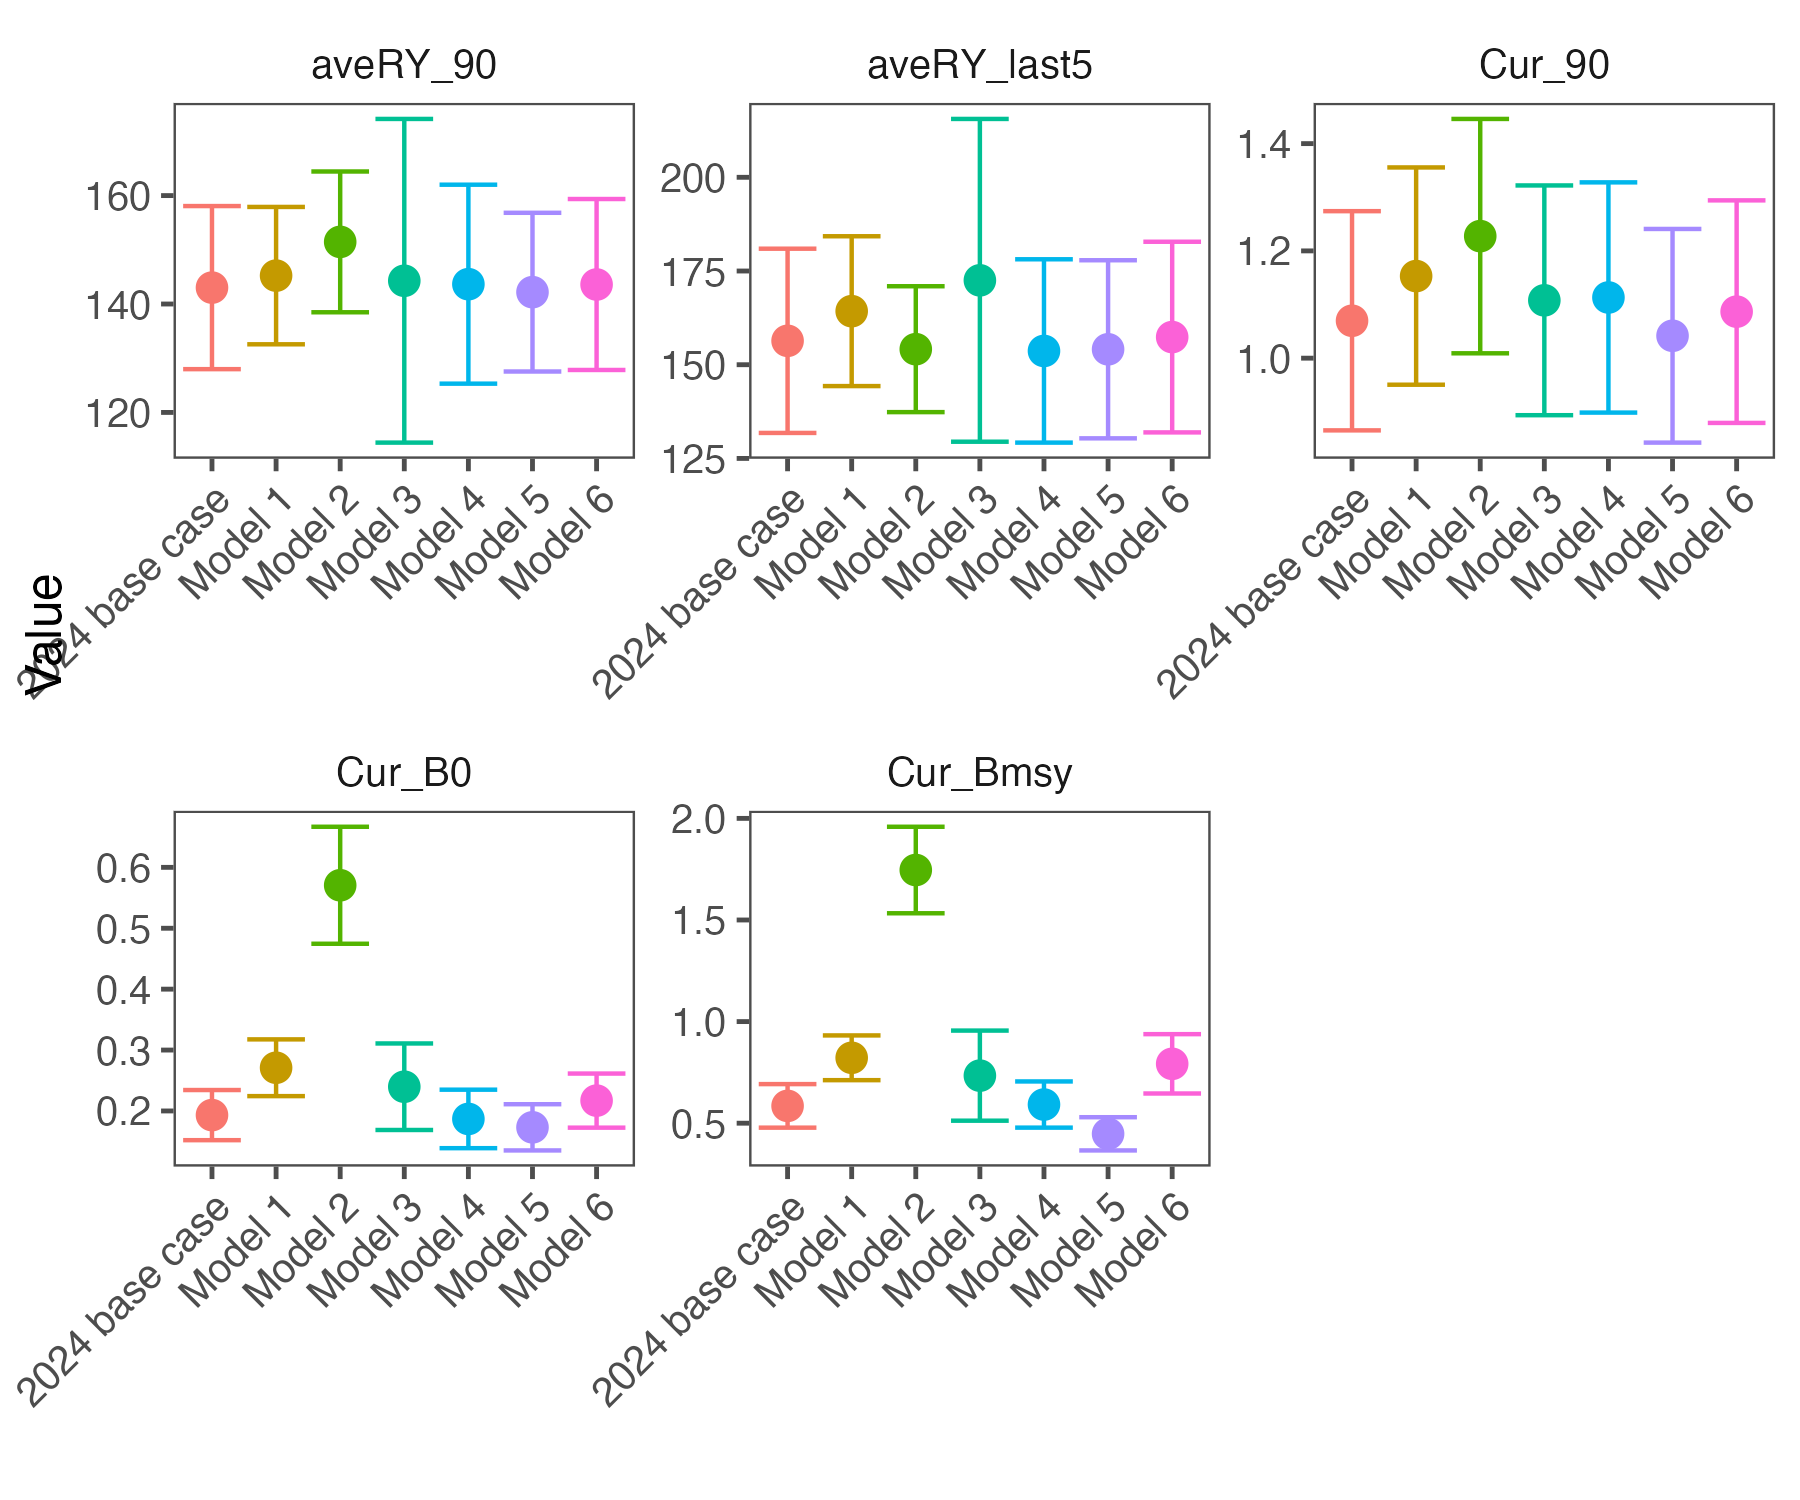 aveRY_90
aveRY_last5
Cur_90
160
140
120
200
175
150
125
1.4
1.2
1.0
2024 base case
Model 1
Model 2
Model 3
Model 4
Model 5
Model 6
2024 base case
Model 1
Model 2
Model 3
Model 4
Model 5
Model 6
2024 base case
Model 1
Model 2
Model 3
Model 4
Model 5
Model 6
Value
Cur_B0
Cur_Bmsy
0.6
0.5
0.4
0.3
0.2
2.0
1.5
1.0
0.5
2024 base case
Model 1
Model 2
Model 3
Model 4
Model 5
Model 6
2024 base case
Model 1
Model 2
Model 3
Model 4
Model 5
Model 6